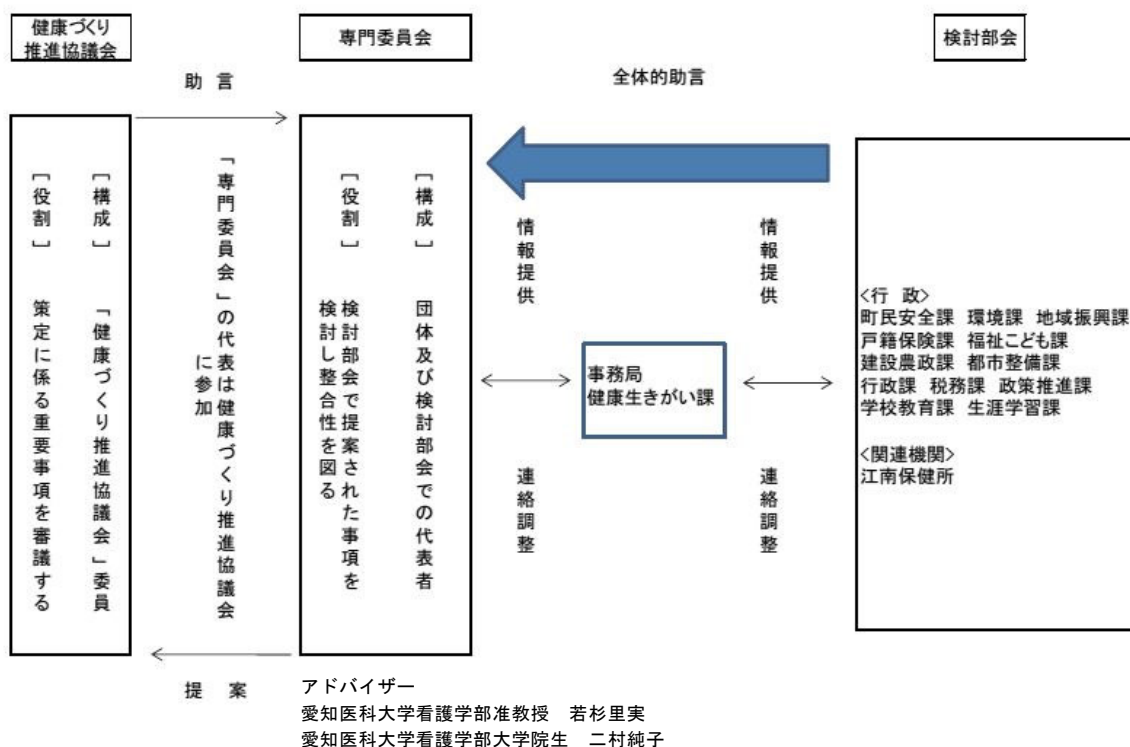 健康づくり
推進協議会
専門委員会
検討部会
助 言
全体的助言
［構成］ 「健康づくり推進協議会」委員
［役割］ 策定に係る重要事項を審議する
「専門委員会」の代表は健康づくり推進協議会
に参加
［構成］ 団体及び検討部会での代表者
［役割］ 検討部会で提案された事項を
検討し整合性を図る
情報提供
連絡調整
事務局
健康生きがい課
情報提供
連絡調整
<行 政>
町民安全課 環境課 地域振興課
戸籍保険課 福祉こども課
建設農政課 都市整備課
行政課 税務課 政策推進課
学校教育課 生涯学習課
<関連機関>
江南保健所
提 案
アドバイザー
愛知医科大学看護学部准教授 若杉里実
愛知医科大学看護学部大学院生 二村純子